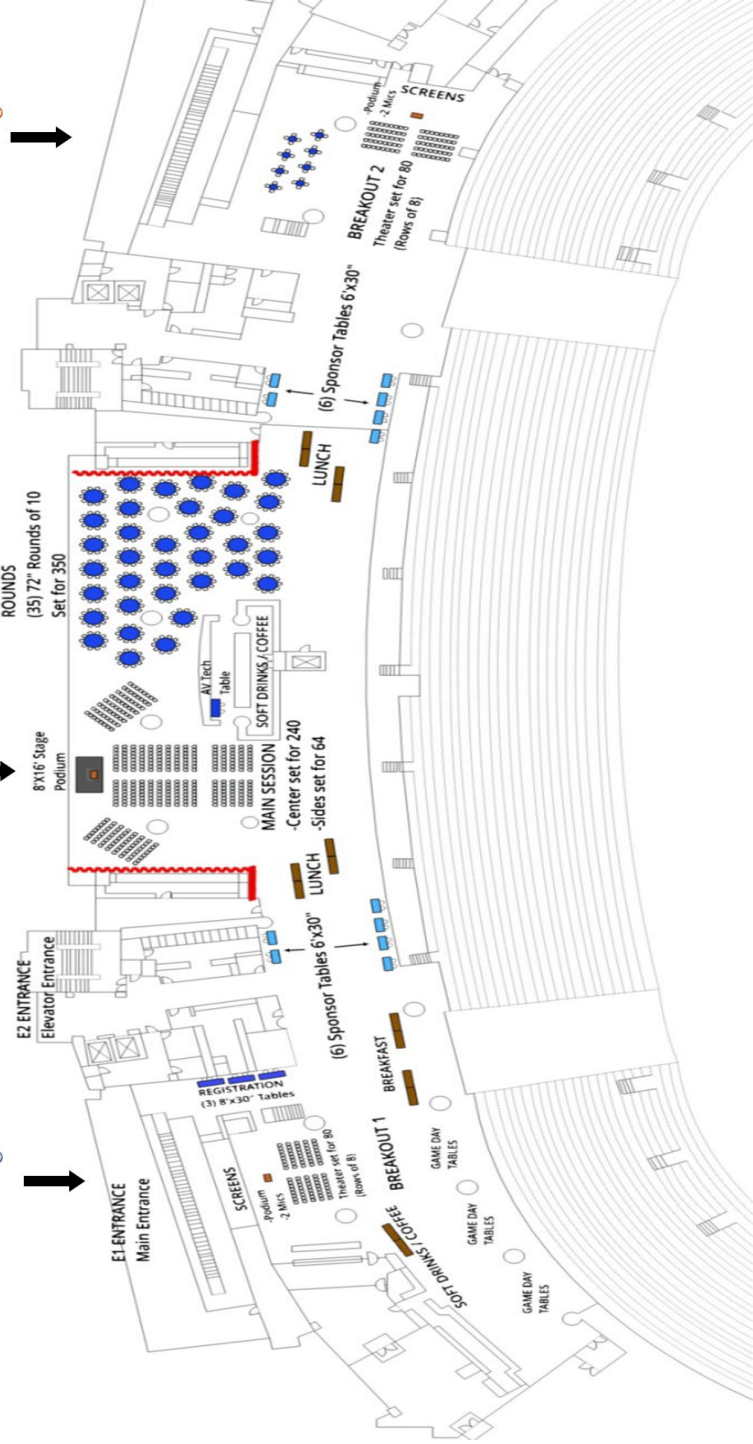 E1 ENTRANCE
Main Entrance
SCREENS
-Podium
-2 Mics
Theater set for 80
(Rows of 8)
REGISTRATION
(3) 8'x30" Tables
BREAKOUT 1
SOFT DRINKS / COFFEE
GAME DAY
TABLES
GAME DAY
TABLES
GAME DAY
TABLES
BREAKFAST
E2 ENTRANCE
Elevator Entrance
(6) Sponsor Tables 6'x30"
LUNCH
8'X16' Stage
Podium
MAIN SESSION
-Center set for 240
-Sides set for 64
AV Tech
Table
SOFT DRINKS / COFFEE
ROUNDS
(35) 72" Rounds of 10
Set for 350
LUNCH
(6) Sponsor Tables 6'x30"
BREAKOUT 2
Theater set for 80
(Rows of 8)
-Podium
-2 Mics
SCREENS